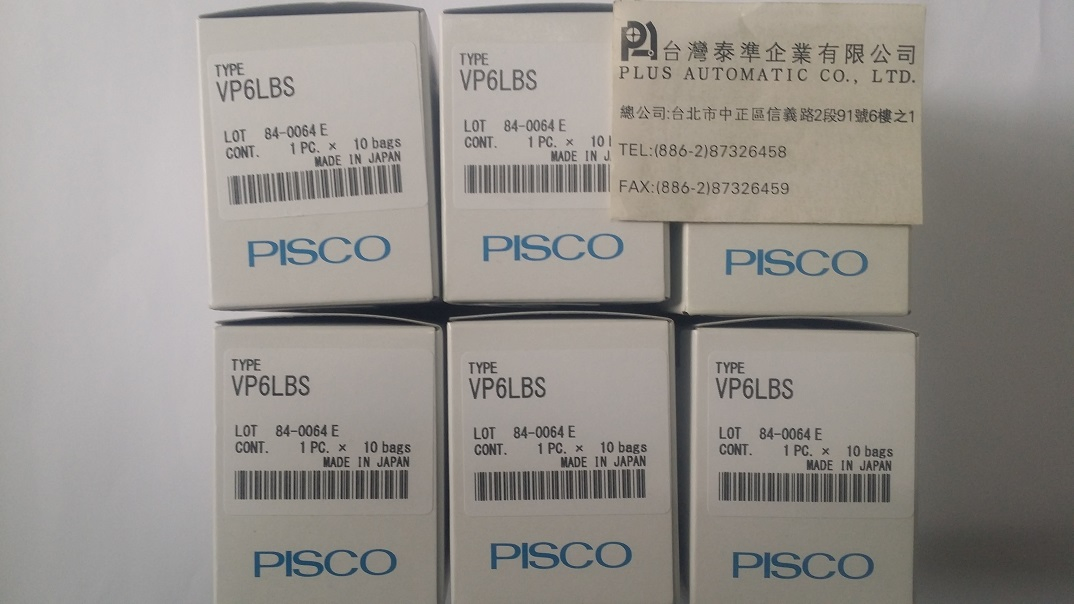 TYPE
VP6LBS
LOT 84-0064 E
CONT. 1 PC. × 10 bags
MADE IN JAPAN
PISCO
TYPE
VP6LBS
LOT 84-0064 E
CONT. 1 PC. × 10
MADE IN
PISCO
台灣泰準企業有限公司
PLUS AUTOMATIC CO., LTD.
總公司:台北市中正區信義路2段91號6樓之1
TEL:(886-2)87326458
FAX:(886-2)87326459
PISCO
TYPE
VP6LBS
LOT 84-0064 E
CONT. 1 PC. × 10 bags
MADE IN JAPAN
PISCO
TYPE
VP6LBS
LOT 84-0064 E
CONT. 1 PC. × 10 bags
MADE IN JAPAN
PISCO
TYPE
VP6LBS
LOT 84-0064 E
CONT. 1 PC. × 10 bags
MADE IN JAPAN
PISCO